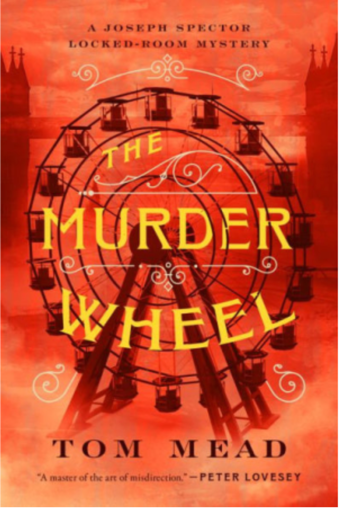 A JOSEPH SPECTOR
LOCKED-ROOM MYSTERY
THE
MURDER
WHEEL
TOM MEAD
"A master of the art of misdirection."—PETER LOVESEY